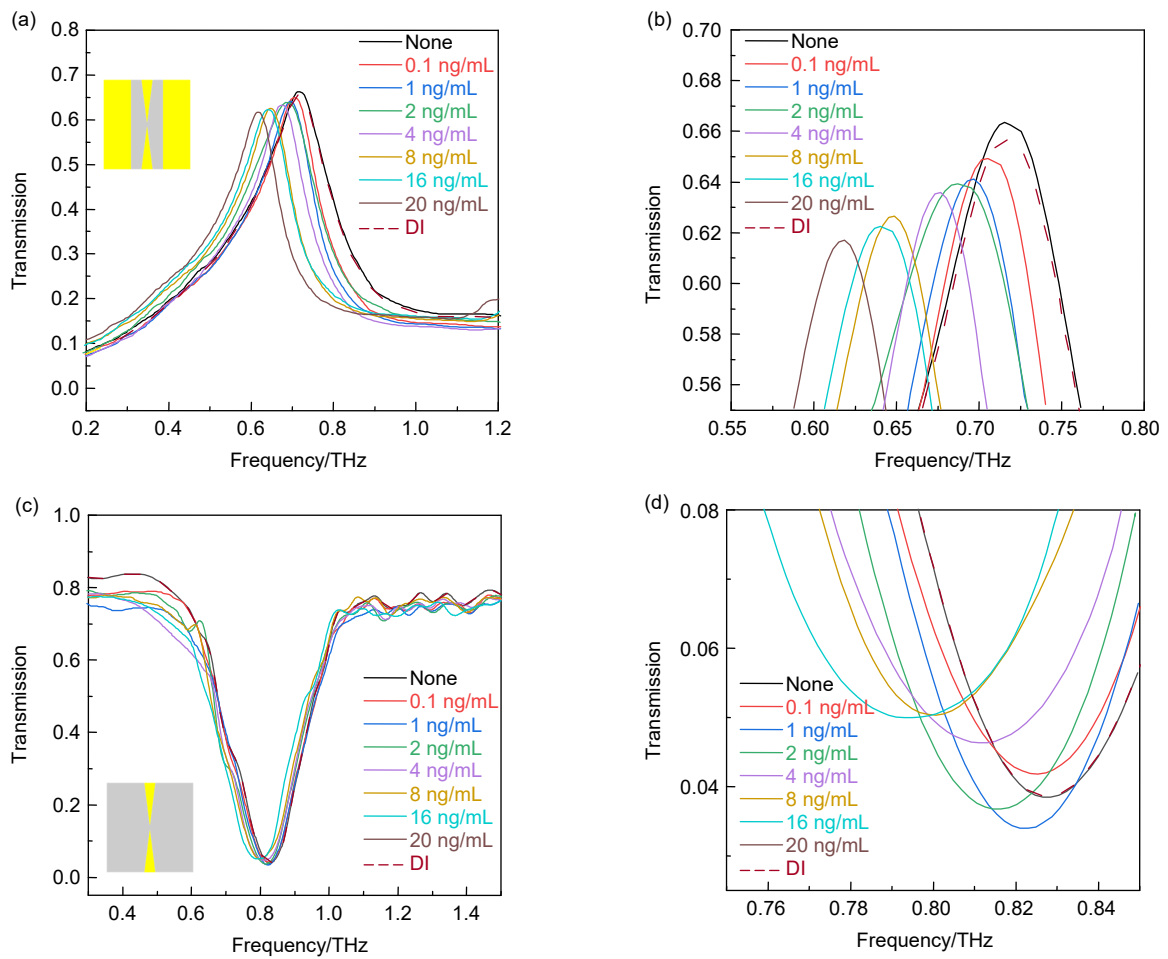 (a)
0.8
0.7
0.6
0.5
0.4
0.3
0.2
0.1
0.0
Transmission
0.2
0.4
0.6
0.8
1.0
1.2
Frequency/THz
None
0.1 ng/mL
1 ng/mL
2 ng/mL
4 ng/mL
8 ng/mL
16 ng/mL
20 ng/mL
DI
(b)
0.70
0.68
0.66
0.64
0.62
0.60
0.58
0.56
Transmission
0.55
0.60
0.65
0.70
0.75
0.80
Frequency/THz
None
0.1 ng/mL
1 ng/mL
2 ng/mL
4 ng/mL
8 ng/mL
16 ng/mL
20 ng/mL
DI
(c)
1.0
0.8
0.6
0.4
0.2
0.0
Transmission
0.4
0.6
0.8
1.0
1.2
1.4
Frequency/THz
None
0.1 ng/mL
1 ng/mL
2 ng/mL
4 ng/mL
8 ng/mL
16 ng/mL
20 ng/mL
DI
(d)
0.08
0.06
0.04
Transmission
0.76
0.78
0.80
0.82
0.84
Frequency/THz
None
0.1 ng/mL
1 ng/mL
2 ng/mL
4 ng/mL
8 ng/mL
16 ng/mL
20 ng/mL
DI